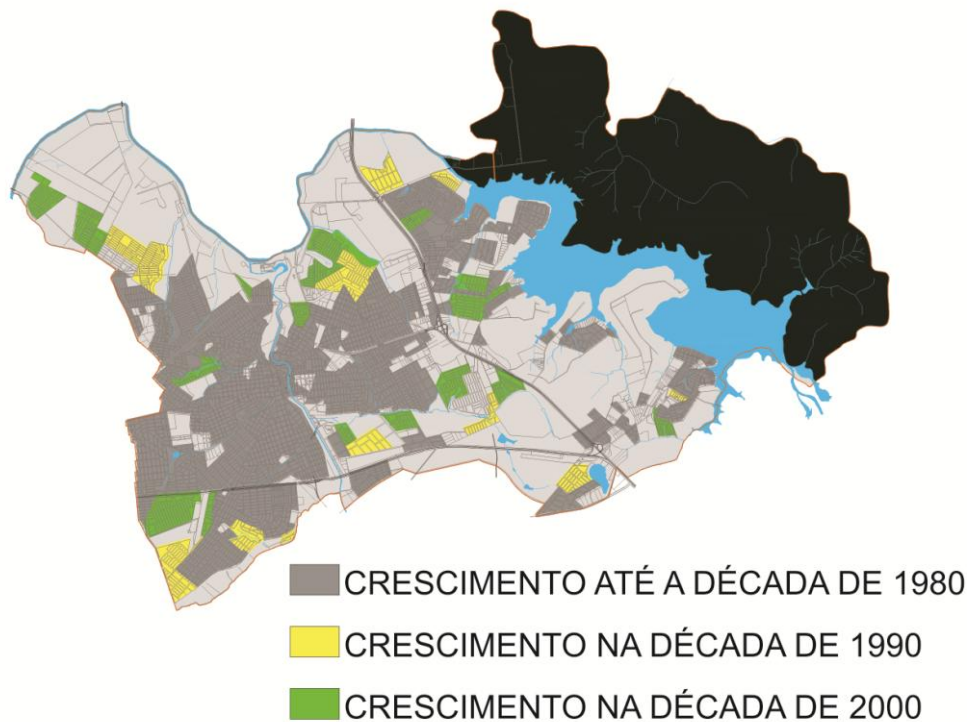 CRESCIMENTO ATÉ A DÉCADA DE 1980
CRESCIMENTO NA DÉCADA DE 1990
CRESCIMENTO NA DÉCADA DE 2000